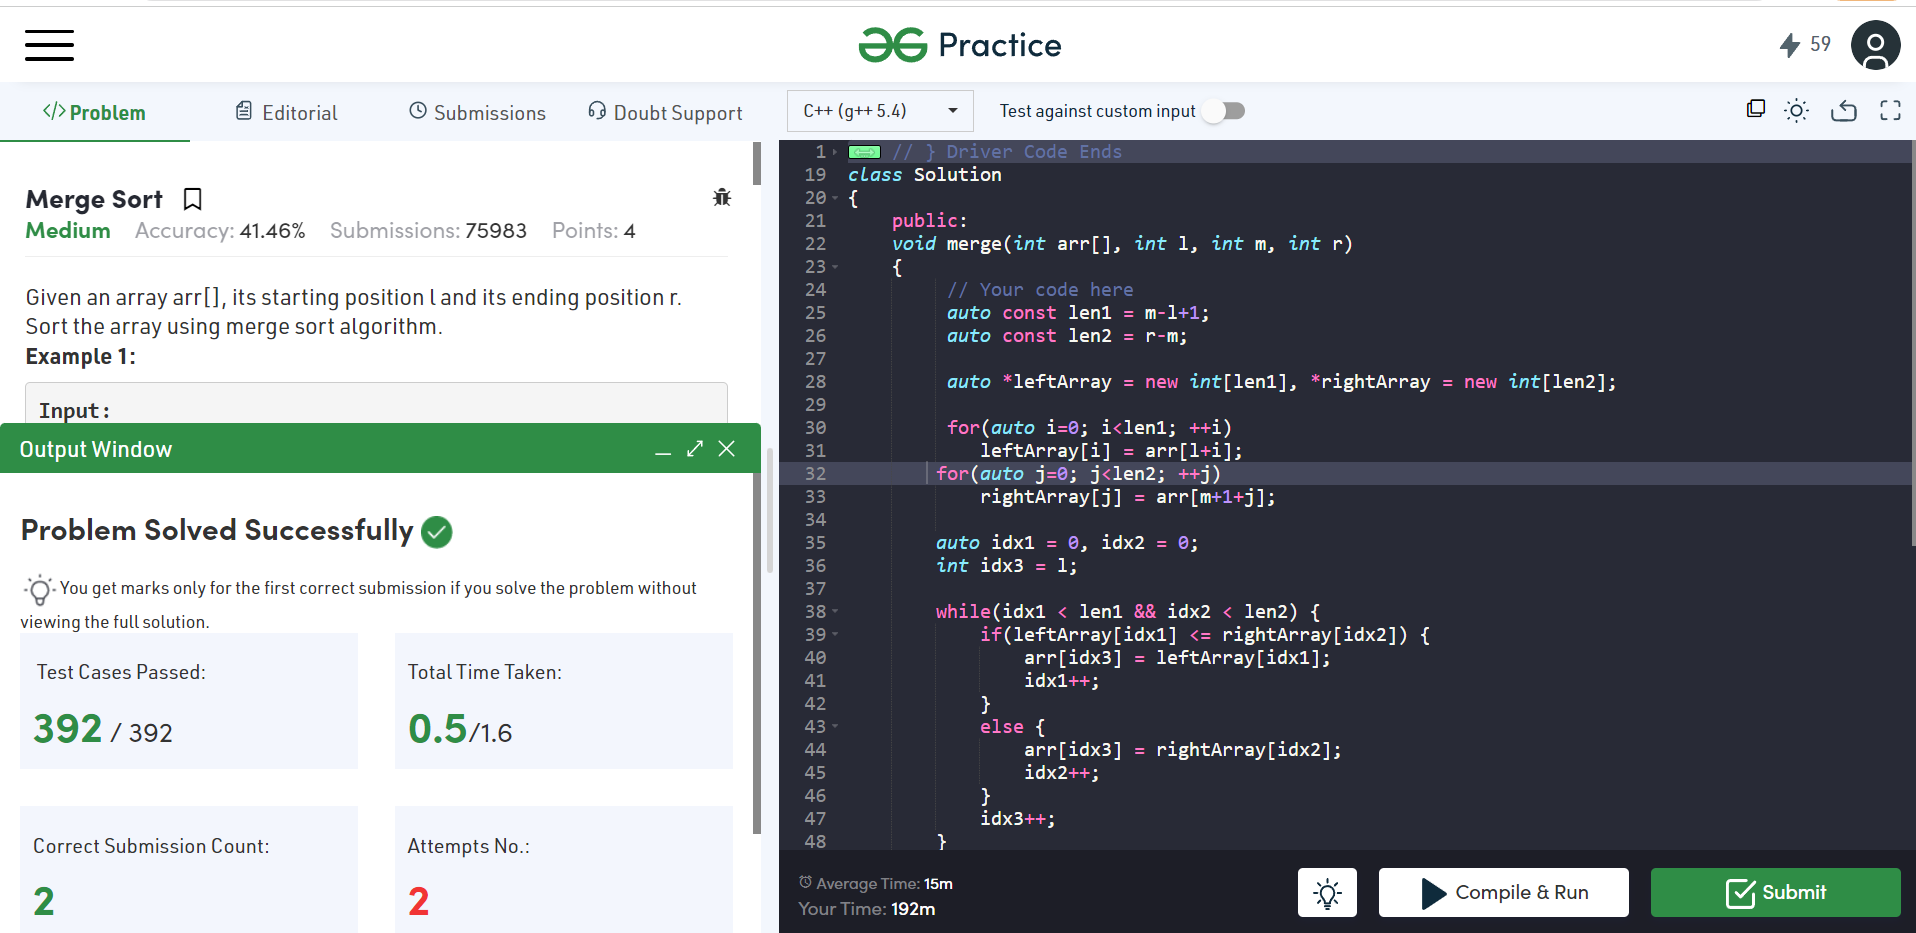 Practice
59
</> Problem
Editorial
Submissions
Doubt Support
C++ (g++ 5.4)
Test against custom input
Merge Sort
Medium Accuracy: 41.46% Submissions: 75983 Points: 4
Given an array arr[], its starting position l and its ending position r.
Sort the array using merge sort algorithm.
Example 1:
Input:
Output Window
Problem Solved Successfully
You get marks only for the first correct submission if you solve the problem without
viewing the full solution.
Test Cases Passed:
392 / 392
Total Time Taken:
0.5/1.6
Correct Submission Count:
2
Attempts No.:
2
1 // } Driver Code Ends
19 class Solution
20 {
21     public:
22     void merge(int arr[], int l, int m, int r)
23     {
24          // Your code here
25          auto const len1 = m-l+1;
26          auto const len2 = r-m;
27
28          auto *leftArray = new int[len1], *rightArray = new int[len2];
29
30          for(auto i=0; i<len1; ++i)
31             leftArray[i] = arr[l+i];
32         for(auto j=0; j<len2; ++j)
33             rightArray[j] = arr[m+1+j];
34
35         auto idx1 = 0, idx2 = 0;
36         int idx3 = l;
37
38         while(idx1 < len1 && idx2 < len2) {
39             if(leftArray[idx1] <= rightArray[idx2]) {
40                 arr[idx3] = leftArray[idx1];
41                 idx1++;
42             }
43             else {
44                 arr[idx3] = rightArray[idx2];
45                 idx2++;
46             }
47             idx3++;
48         }
Average Time: 15m
Your Time: 192m
Compile & Run
Submit